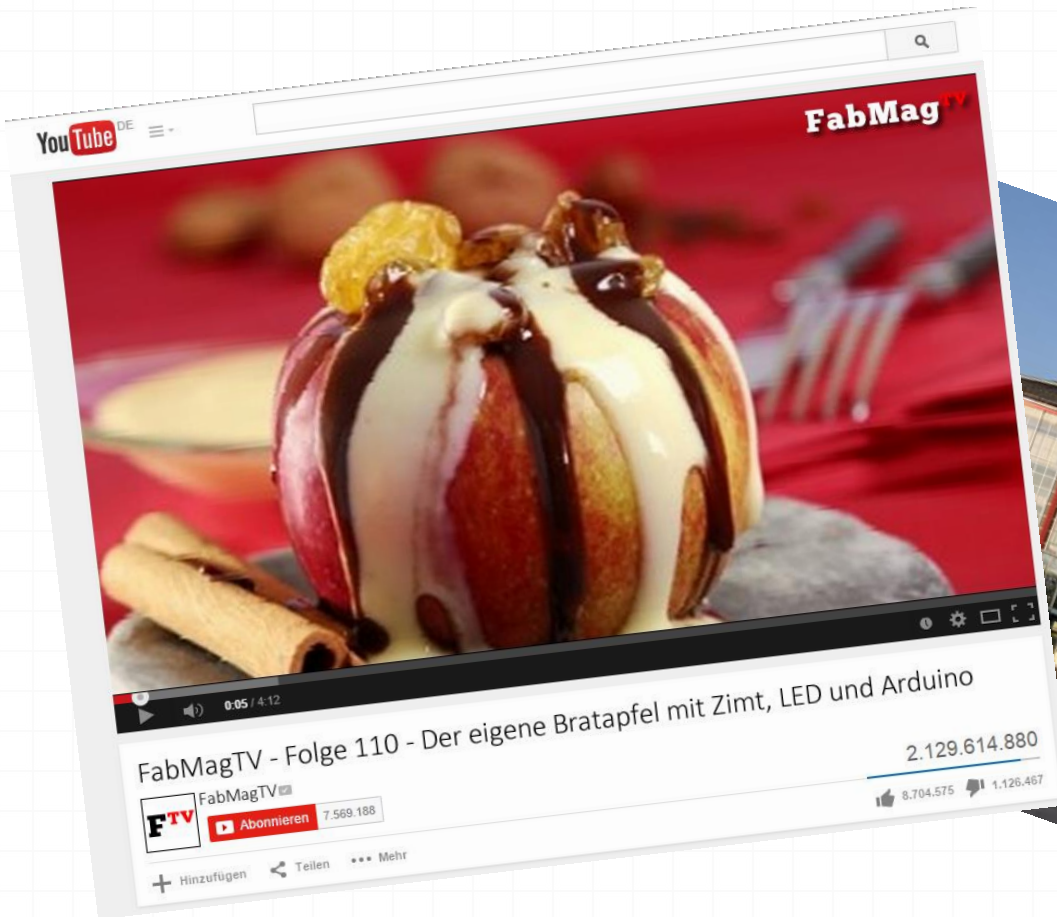 YouTube DE
FabMagTV
0:05 / 4:12
FabMagTV - Folge 110 - Der eigene Bratapfel mit Zimt, LED und Arduino
2.129.614.880
FTV
FabMagTV
Abonnieren 7.569.188
8.704.575 1.126.467
Hinzufügen Teilen Mehr